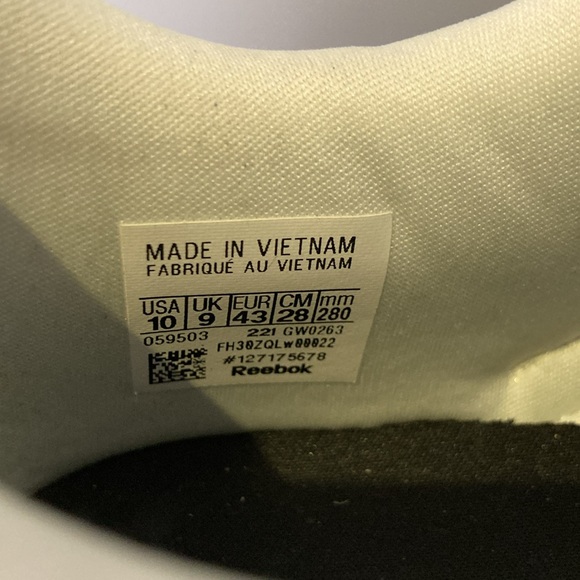 MADE IN VIETNAM
FABRIQUÉ AU VIETNAM
USA UK EUR CM mm
10 9 43 28 280
059503 221 GW0263
FH30ZQLw00022
#127175678
Reebok